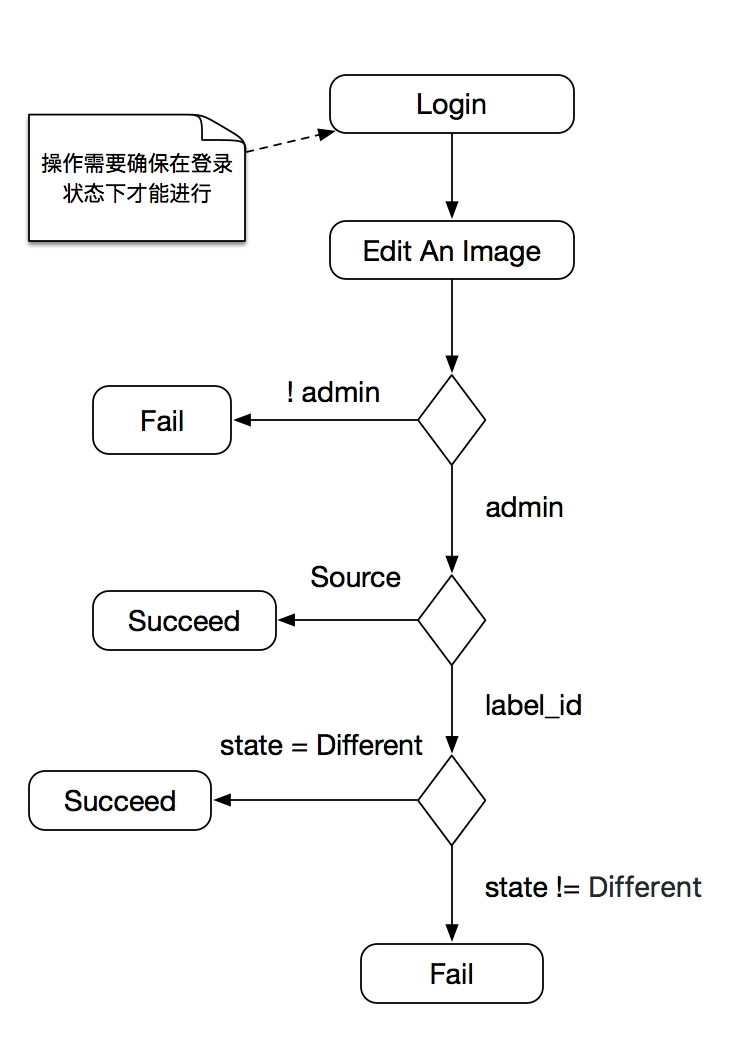 Login
操作需要确保在登录
状态下才能进行
Edit An Image
! admin
Fail
admin
Source
Succeed
label_id
state = Different
Succeed
state != Different
Fail